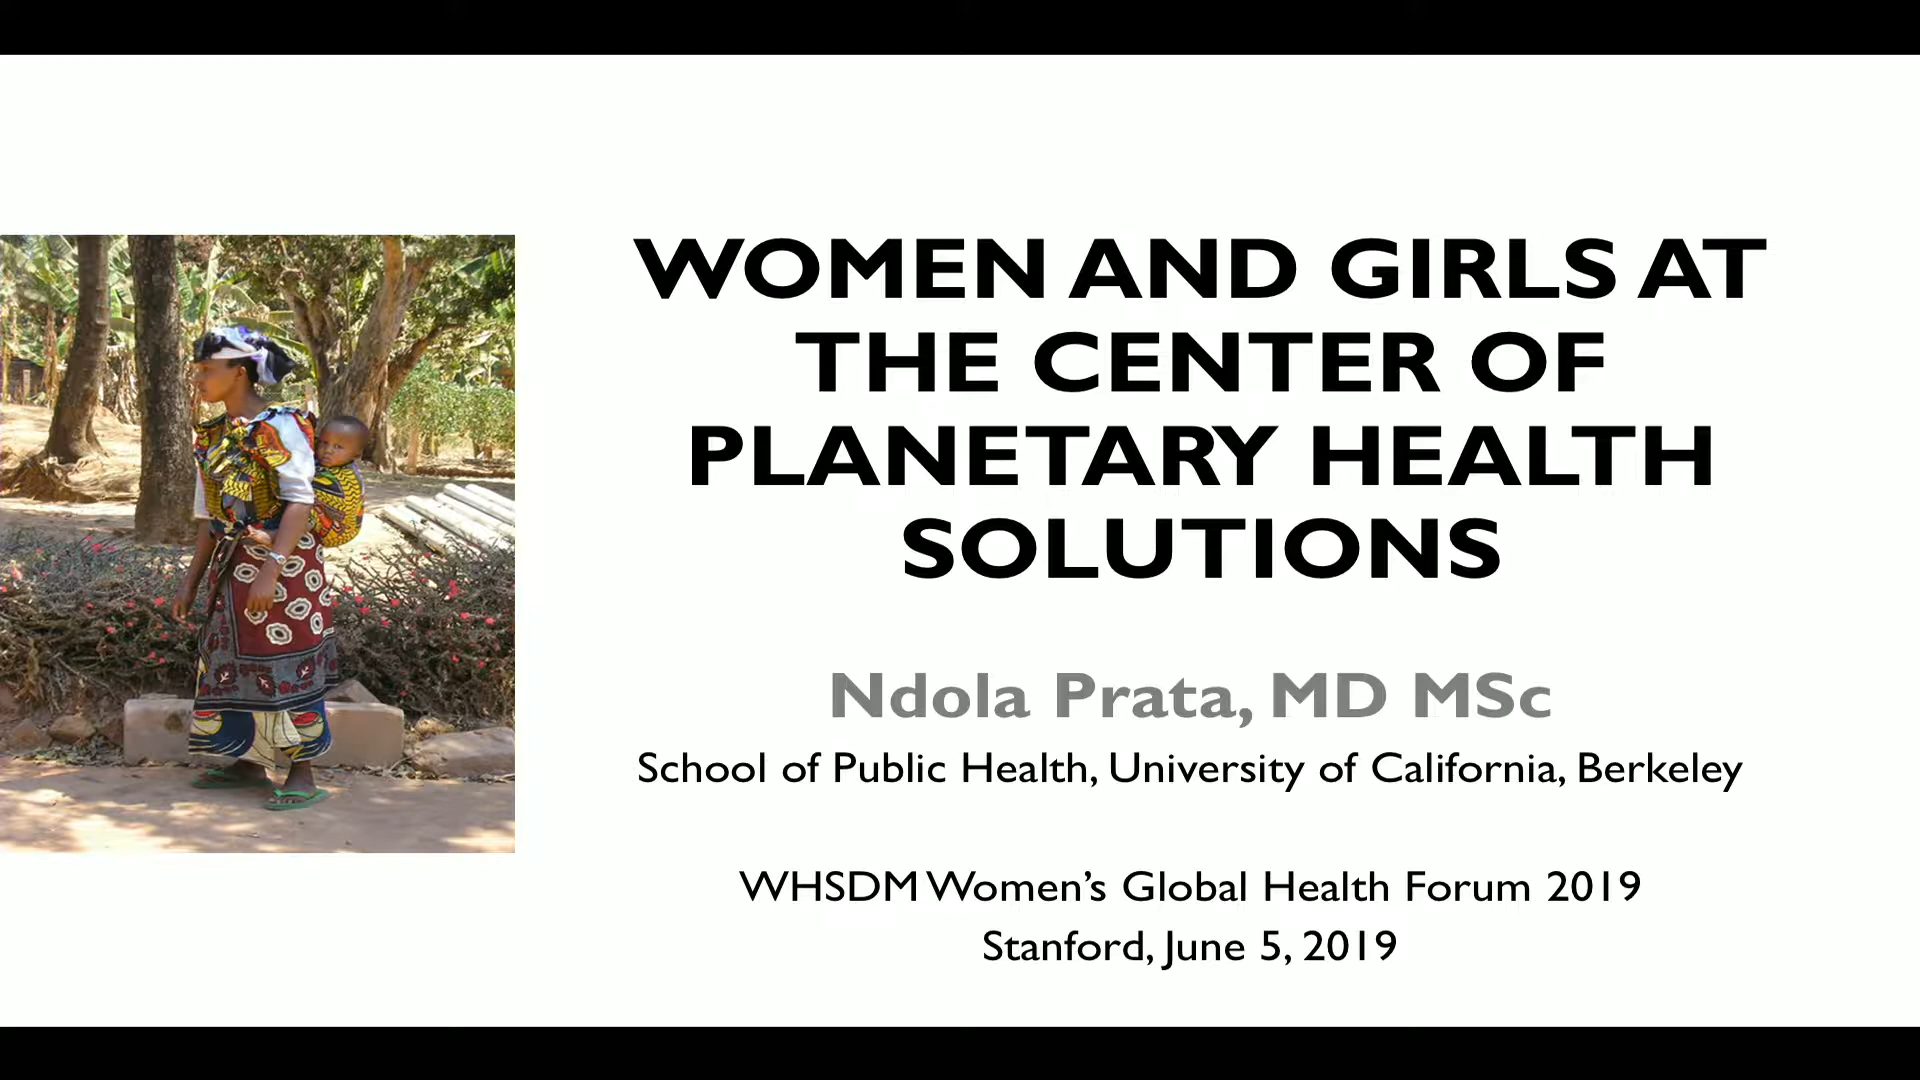 WOMEN AND GIRLS AT
THE CENTER OF
PLANETARY HEALTH
SOLUTIONS
Ndola Prata, MD MSc
School of Public Health, University of California, Berkeley
WHSDM Women’s Global Health Forum 2019
Stanford, June 5, 2019